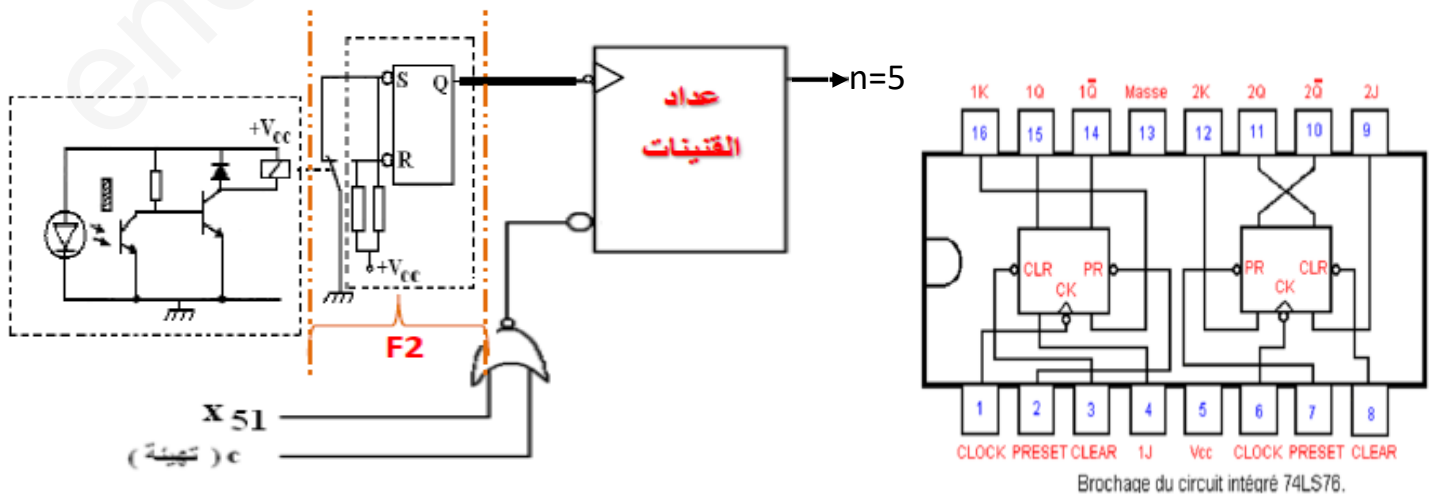 +Vcc
S
Q
R
+Vcc
F2
عداد
القنينات
n=5
x 51
c ( تهيئة )
1K 1Q 1Q̅ Masse 2K 2Q 2Q̅ 2J
16 15 14 13 12 11 10 9
CLR PR
CK
PR CLR
CK
1 2 3 4 5 6 7 8
CLOCK PRESET CLEAR 1J Vcc CLOCK PRESET CLEAR
Brochage du circuit intégré 74LS76.